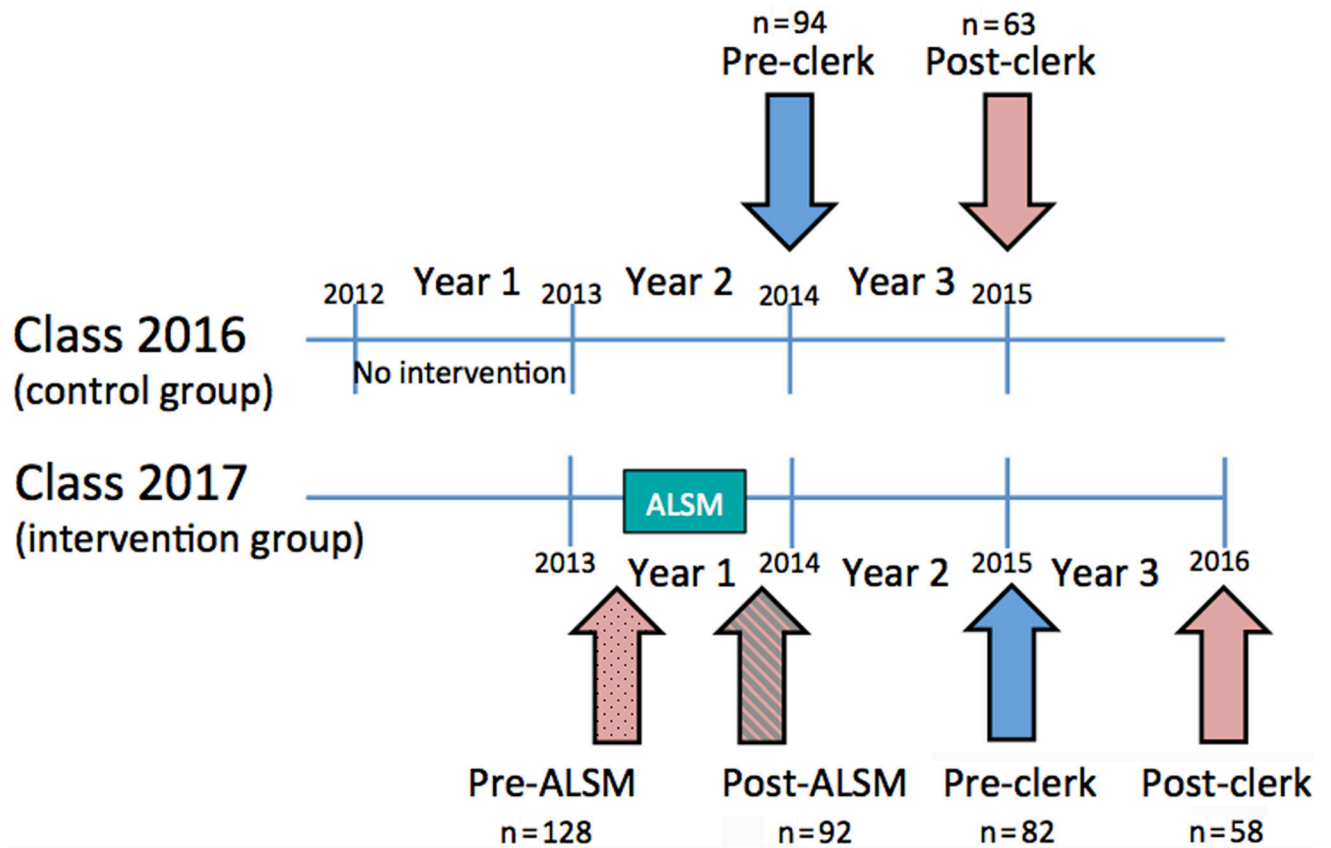 n=94 n=63
Pre-clerk Post-clerk
2012 Year 1 2013 Year 2 2014 Year 3 2015
Class 2016
(control group)
No intervention
Class 2017
(intervention group)
ALSM
2013 Year 1 2014 Year 2 2015 Year 3 2016
Pre-ALSM Post-ALSM Pre-clerk Post-clerk
n=128 n=92 n=82 n=58